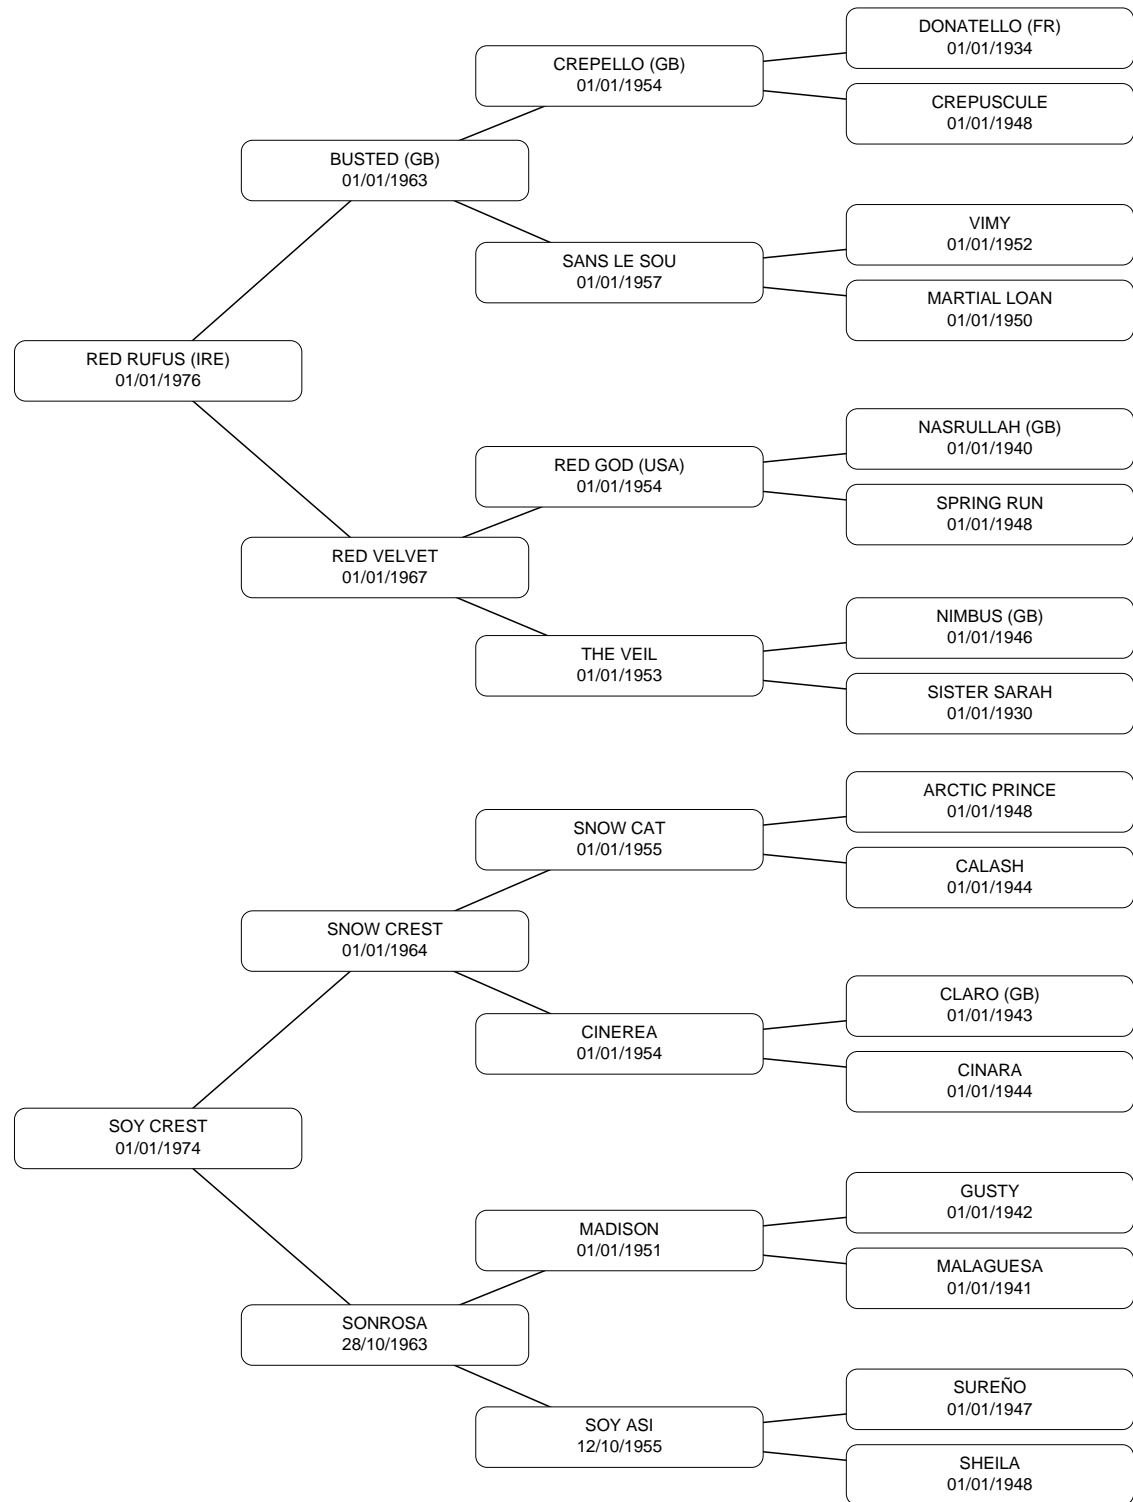 DONATELLO (FR)
01/01/1934
CREPELLO (GB)
01/01/1954
CREPUSCULE
01/01/1948
BUSTED (GB)
01/01/1963
VIMY
01/01/1952
SANS LE SOU
01/01/1957
MARTIAL LOAN
01/01/1950
RED RUFUS (IRE)
01/01/1976
NASRULLAH (GB)
01/01/1940
RED GOD (USA)
01/01/1954
SPRING RUN
01/01/1948
RED VELVET
01/01/1967
NIMBUS (GB)
01/01/1946
THE VEIL
01/01/1953
SISTER SARAH
01/01/1930
ARCTIC PRINCE
01/01/1948
SNOW CAT
01/01/1955
CALASH
01/01/1944
SNOW CREST
01/01/1964
CLARO (GB)
01/01/1943
CINEREA
01/01/1954
CINARA
01/01/1944
SOY CREST
01/01/1974
GUSTY
01/01/1942
MADISON
01/01/1951
MALAGUESA
01/01/1941
SONROSA
28/10/1963
SUREÑO
01/01/1947
SOY ASI
12/10/1955
SHEILA
01/01/1948